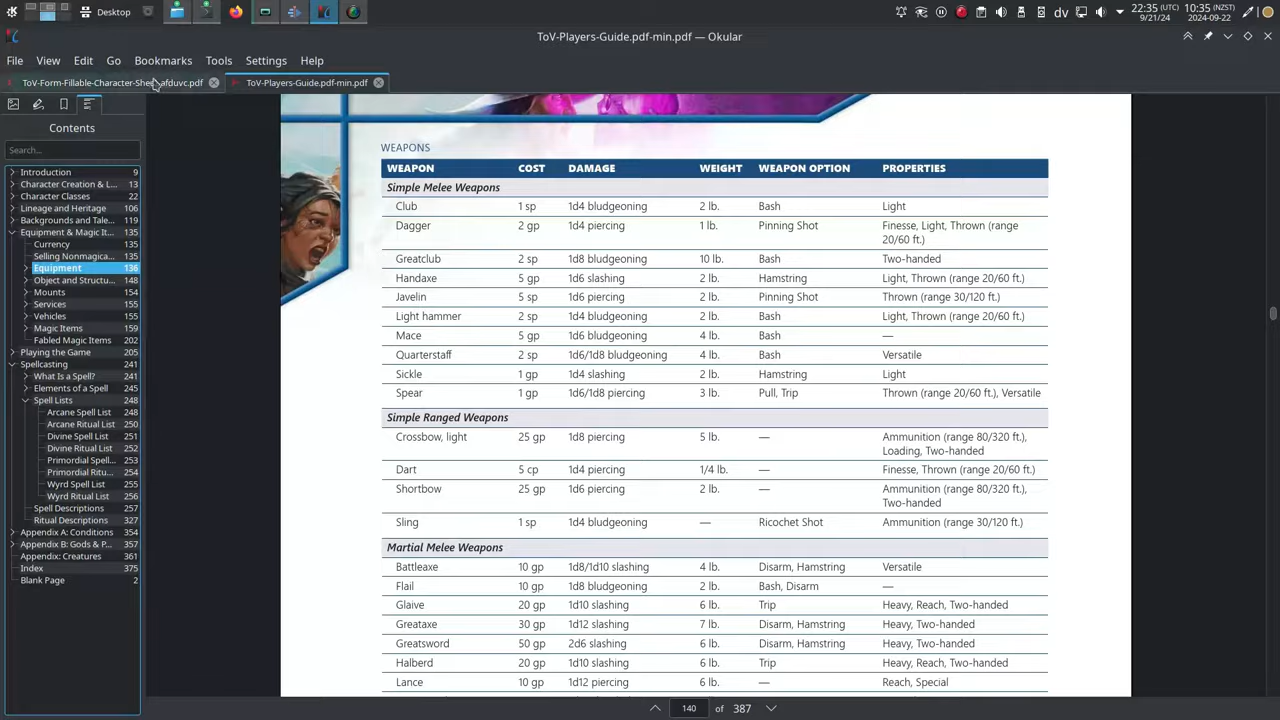 Desktop
dv
22:35 (UTC)
9/21/24
10:35 (NZST)
2024-09-22
ToV-Players-Guide.pdf-min.pdf — Okular
File View Edit Go Bookmarks Tools Settings Help
ToV-Form-Fillable-Character-Shee afduvc.pdf ToV-Players-Guide.pdf-min.pdf
Contents
Search...
Introduction 9
Character Creation & L... 13
Character Classes 22
Lineage and Heritage 106
Backgrounds and Tale... 119
Equipment & Magic It... 135
Currency 135
Selling Nonmagica... 135
Equipment 136
Object and Structu... 148
Mounts 154
Services 155
Vehicles 155
Magic Items 159
Fabled Magic Items 202
Playing the Game 205
Spellcasting 241
What Is a Spell? 241
Elements of a Spell 245
Spell Lists 248
Arcane Spell List 248
Arcane Ritual List 250
Divine Spell List 251
Divine Ritual List 252
Primordial Spell... 253
Primordial Ritu... 254
Wyrd Spell List 255
Wyrd Ritual List 256
Spell Descriptions 257
Ritual Descriptions 327
Appendix A: Conditions 354
Appendix B: Gods & P... 357
Appendix: Creatures 361
Index 375
Blank Page 2
WEAPONS
WEAPON COST DAMAGE WEIGHT WEAPON OPTION PROPERTIES
Simple Melee Weapons
Club 1 sp 1d4 bludgeoning 2 lb. Bash Light
Dagger 2 gp 1d4 piercing 1 lb. Pinning Shot Finesse, Light, Thrown (range
20/60 ft.)
Greatclub 2 sp 1d8 bludgeoning 10 lb. Bash Two-handed
Handaxe 5 gp 1d6 slashing 2 lb. Hamstring Light, Thrown (range 20/60 ft.)
Javelin 5 sp 1d6 piercing 2 lb. Pinning Shot Thrown (range 30/120 ft.)
Light hammer 2 sp 1d4 bludgeoning 2 lb. Bash Light, Thrown (range 20/60 ft.)
Mace 5 gp 1d6 bludgeoning 4 lb. Bash —
Quarterstaff 2 sp 1d6/1d8 bludgeoning 4 lb. Bash Versatile
Sickle 1 gp 1d4 slashing 2 lb. Hamstring Light
Spear 1 gp 1d6/1d8 piercing 3 lb. Pull, Trip Thrown (range 20/60 ft.), Versatile
Simple Ranged Weapons
Crossbow, light 25 gp 1d8 piercing 5 lb. — Ammunition (range 80/320 ft.),
Loading, Two-handed
Dart 5 cp 1d4 piercing 1/4 lb. — Finesse, Thrown (range 20/60 ft.)
Shortbow 25 gp 1d6 piercing 2 lb. — Ammunition (range 80/320 ft.),
Two-handed
Sling 1 sp 1d4 bludgeoning — Ricochet Shot Ammunition (range 30/120 ft.)
Martial Melee Weapons
Battleaxe 10 gp 1d8/1d10 slashing 4 lb. Disarm, Hamstring Versatile
Flail 10 gp 1d8 bludgeoning 2 lb. Bash, Disarm —
Glaive 20 gp 1d10 slashing 6 lb. Trip Heavy, Reach, Two-handed
Greataxe 30 gp 1d12 slashing 7 lb. Disarm, Hamstring Heavy, Two-handed
Greatsword 50 gp 2d6 slashing 6 lb. Disarm, Hamstring Heavy, Two-handed
Halberd 20 gp 1d10 slashing 6 lb. Trip Heavy, Reach, Two-handed
Lance 10 gp 1d12 piercing 6 lb. — Reach, Special
140 of 387